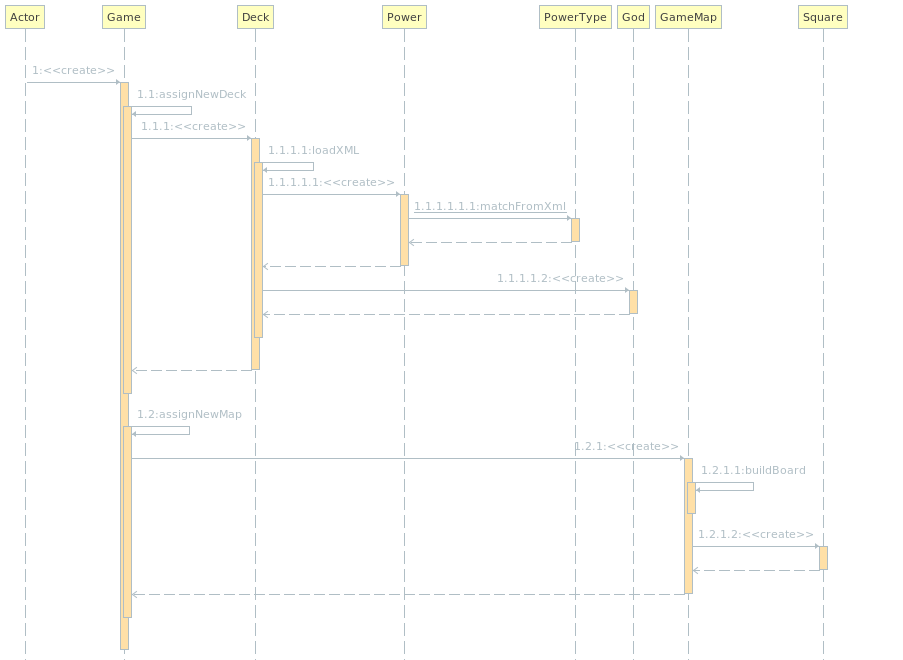 Actor Game Deck Power PowerType God GameMap Square
1:<<create>>
1.1:assignNewDeck
1.1.1:<<create>>
1.1.1.1:loadXML
1.1.1.1.1:<<create>>
1.1.1.1.1.1:matchFromXml
1.1.1.1.2:<<create>>
1.2:assignNewMap
1.2.1:<<create>>
1.2.1.1:buildBoard
1.2.1.2:<<create>>